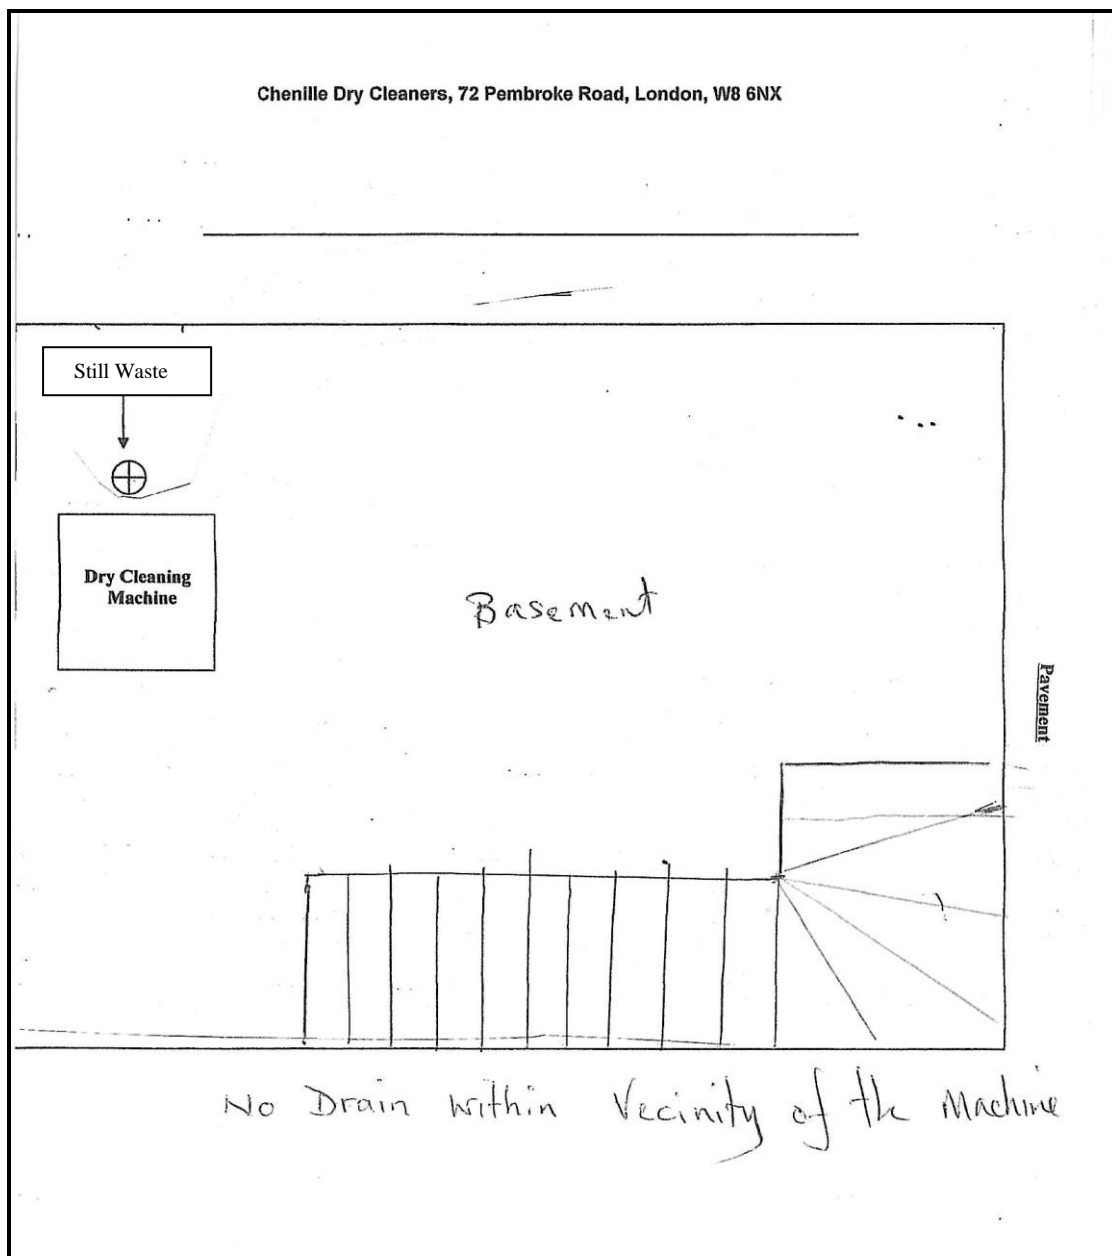 Chenille Dry Cleaners, 72 Pembroke Road, London, W8 6NX
Still Waste
Dry Cleaning
Machine
Basement
Pavement
No Drain within Vecinity of the Machine